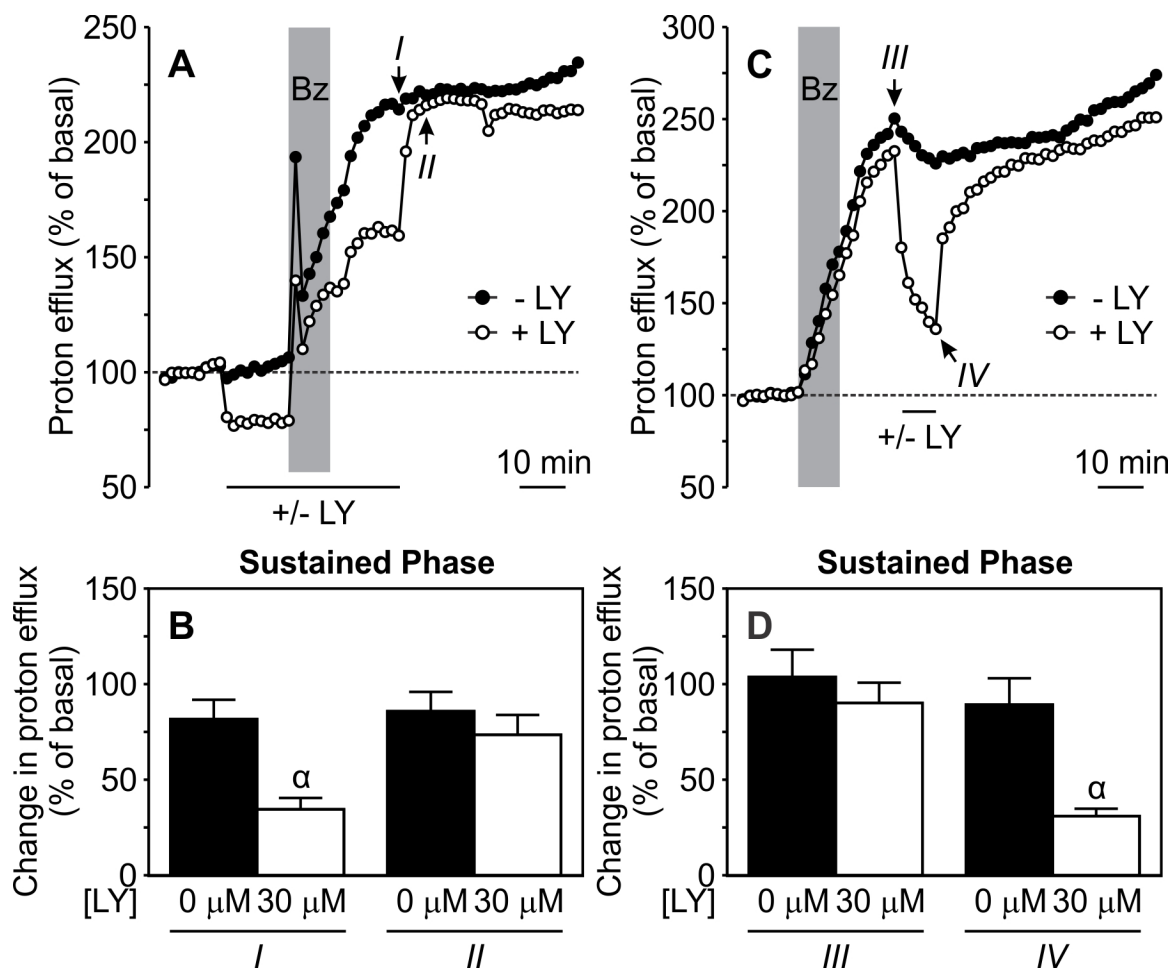 A
Proton efflux (% of basal)
250
200
150
100
50
Bz
I
II
- LY
+ LY
10 min
+/- LY
C
Proton efflux (% of basal)
300
250
200
150
100
50
Bz
III
IV
- LY
+ LY
+/- LY
10 min
Sustained Phase
B
Change in proton efflux
(% of basal)
150
100
50
0
α
[LY] 0 μM 30 μM 0 μM 30 μM
I II
Sustained Phase
D
Change in proton efflux
(% of basal)
150
100
50
0
α
[LY] 0 μM 30 μM 0 μM 30 μM
III IV